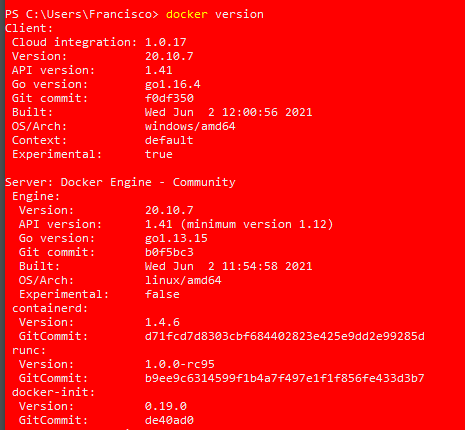 PS C:\Users\Francisco> docker version
Client:
Cloud integration: 1.0.17
Version: 20.10.7
API version: 1.41
Go version: go1.16.4
Git commit: f0df350
Built: Wed Jun 2 12:00:56 2021
OS/Arch: windows/amd64
Context: default
Experimental: true
Server: Docker Engine - Community
Engine:
Version: 20.10.7
API version: 1.41 (minimum version 1.12)
Go version: go1.13.15
Git commit: b0f5bc3
Built: Wed Jun 2 11:54:58 2021
OS/Arch: linux/amd64
Experimental: false
containerd:
Version: 1.4.6
GitCommit: d71fcd7d8303cbf684402823e425e9dd2e99285d
runc:
Version: 1.0.0-rc95
GitCommit: b9ee9c6314599f1b4a7f497e1f1f856fe433d3b7
docker-init:
Version: 0.19.0
GitCommit: de40ad0